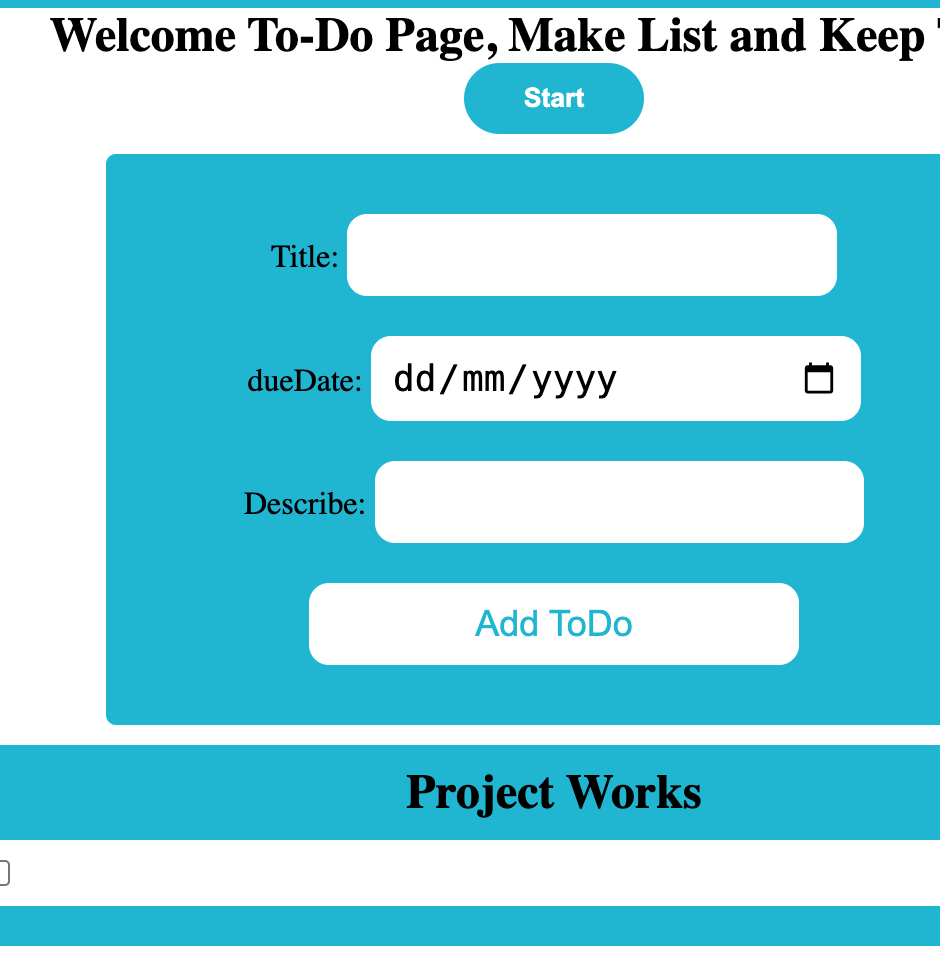 Welcome To-Do Page, Make List and Keep
Start
Title:
dueDate: dd/mm/yyyy
Describe:
Add ToDo
Project Works